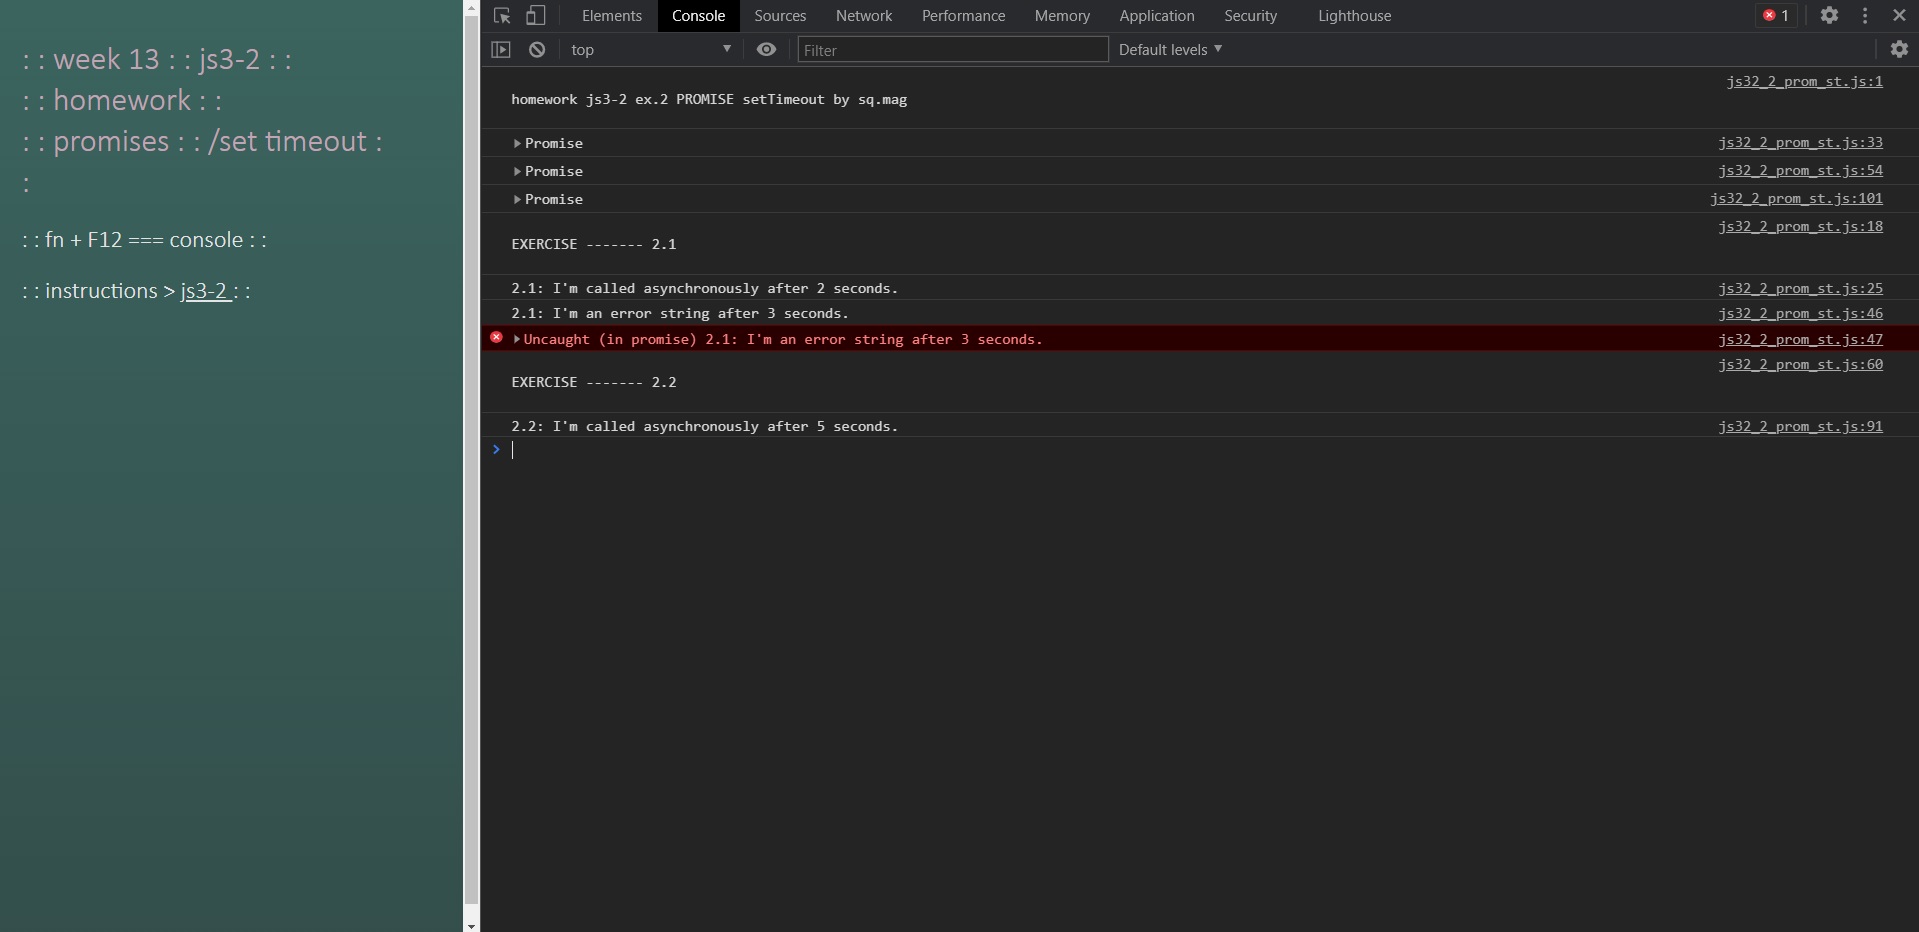 : : week 13 : : js3-2 : :
: : homework : :
: : promises : : /set timeout :
:
: : fn + F12 === console : :
: : instructions > js3-2 : :
Elements Console Sources Network Performance Memory Application Security Lighthouse 1
top Filter Default levels
js32_2_prom_st.js:1
homework js3-2 ex.2 PROMISE setTimeout by sq.mag
Promise js32_2_prom_st.js:33
Promise js32_2_prom_st.js:54
Promise js32_2_prom_st.js:101
js32_2_prom_st.js:18
EXERCISE ------- 2.1
2.1: I'm called asynchronously after 2 seconds. js32_2_prom_st.js:25
2.1: I'm an error string after 3 seconds. js32_2_prom_st.js:46
Uncaught (in promise) 2.1: I'm an error string after 3 seconds. js32_2_prom_st.js:47
js32_2_prom_st.js:60
EXERCISE ------- 2.2
2.2: I'm called asynchronously after 5 seconds. js32_2_prom_st.js:91
>